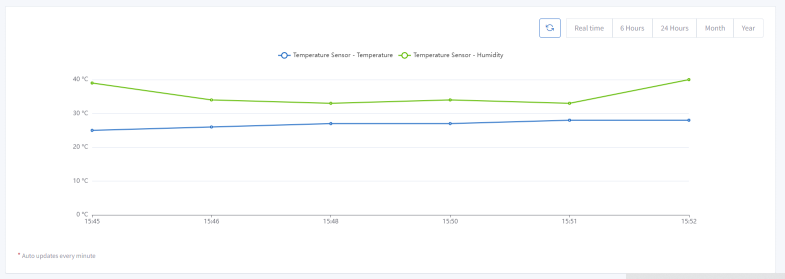 Real time 6 Hours 24 Hours Month Year
Temperature Sensor - Temperature Temperature Sensor - Humidity
40 °C
30 °C
20 °C
10 °C
0 °C
15:45 15:46 15:48 15:50 15:51 15:52
* Auto updates every minute